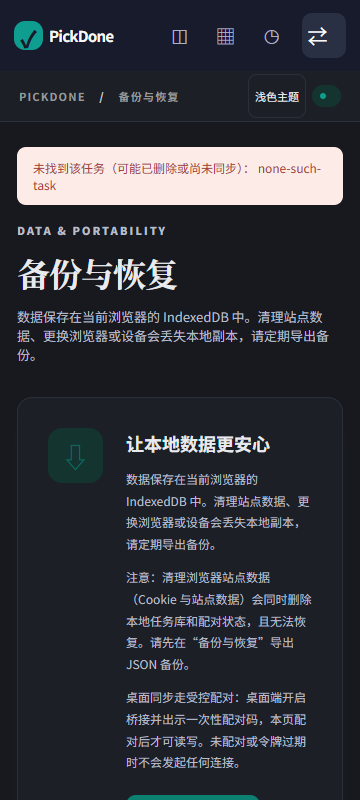 PickDone
PICKDONE / 备份与恢复
浅色主题
未找到该任务（可能已删除或尚未同步）： none-such-
task
DATA & PORTABILITY
备份与恢复
数据保存在当前浏览器的 IndexedDB 中。清理站点数
据、更换浏览器或设备会丢失本地副本，请定期导出备
份。
让本地数据更安心
数据保存在当前浏览器的
IndexedDB 中。清理站点数据、更
换浏览器或设备会丢失本地副本，
请定期导出备份。
注意：清理浏览器站点数据
（Cookie 与站点数据）会同时删除
本地任务库和配对状态，且无法恢
复。请先在“备份与恢复”导出
JSON 备份。
桌面同步走受控配对：桌面端开启
桥接并出示一次性配对码，本页配
对后才可读写。未配对或令牌过期
时不会发起任何连接。